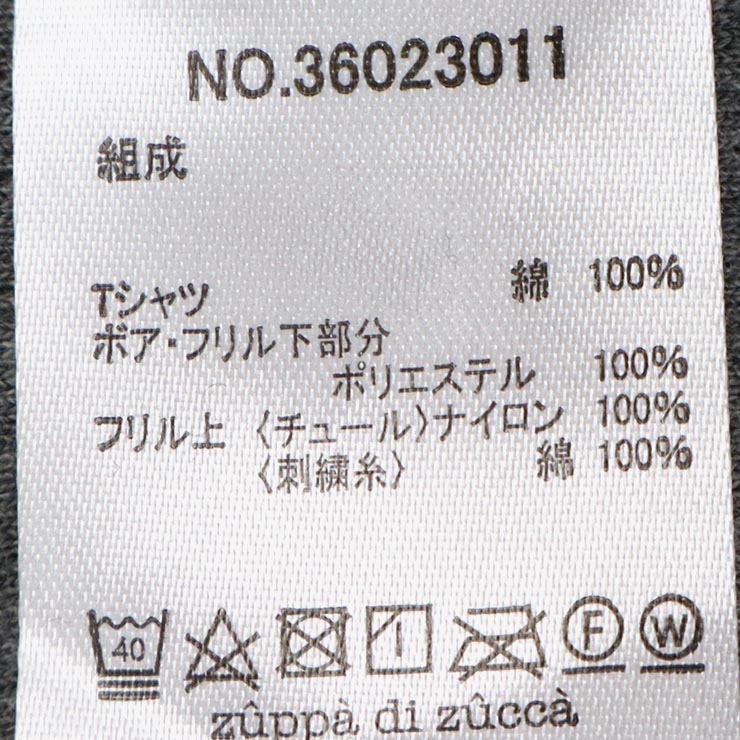 NO.36023011
組成
Tシャツ 綿 100%
ボア・フリル下部分
ポリエステル 100%
フリル上 〈チュール〉ナイロン 100%
〈刺繍糸〉 綿 100%
40 F W
zûppà di zûccà